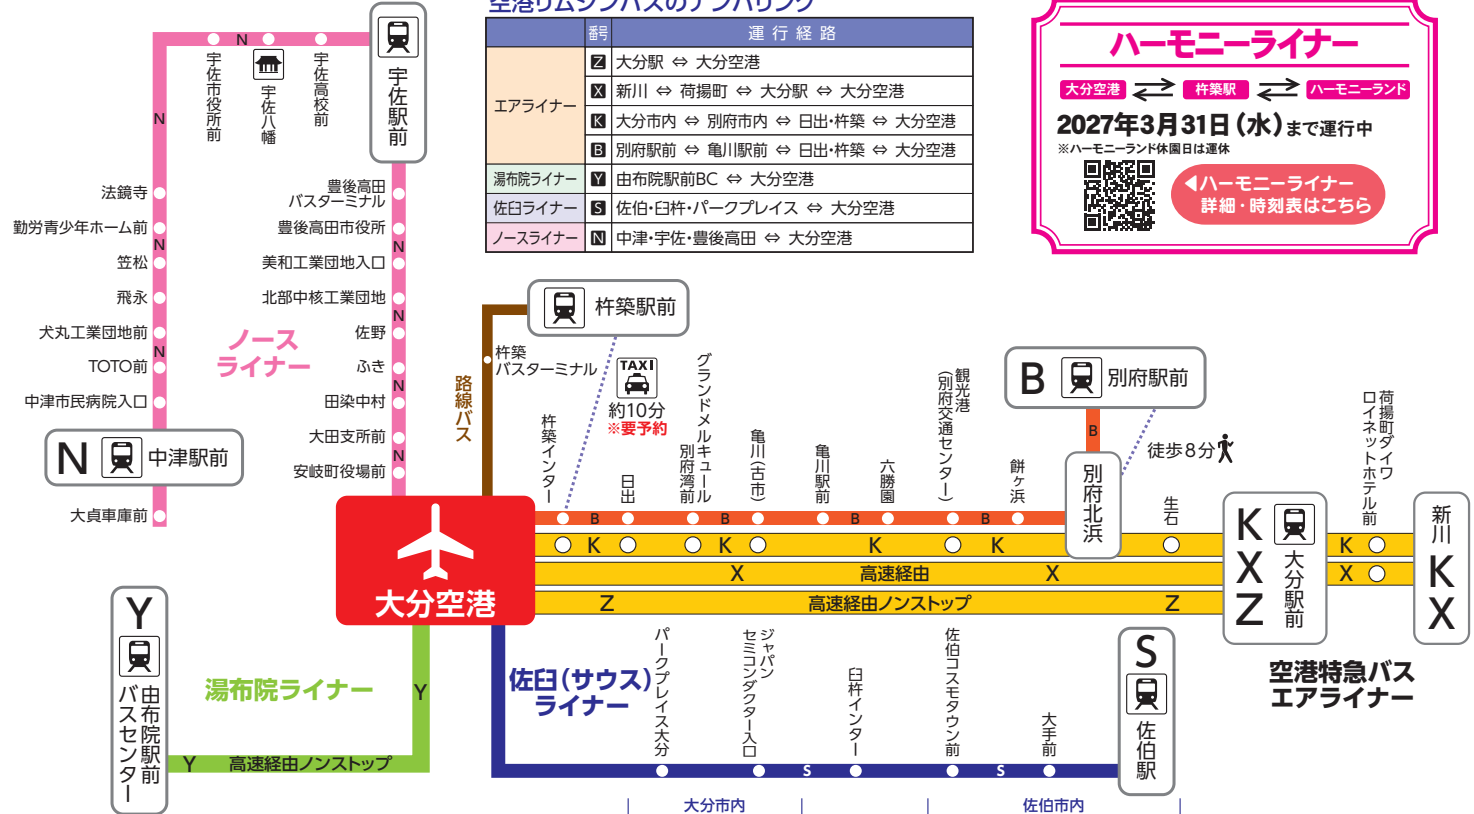 空港リムジンバスのナンバリング
番号 運行経路
エアライナー
Z 大分駅 ⇔ 大分空港
X 新川 ⇔ 荷揚町 ⇔ 大分駅 ⇔ 大分空港
K 大分市内 ⇔ 別府市内 ⇔ 日出・杵築 ⇔ 大分空港
B 別府駅前 ⇔ 亀川駅前 ⇔ 日出・杵築 ⇔ 大分空港
湯布院ライナー Y 由布院駅前BC ⇔ 大分空港
佐臼ライナー S 佐伯・臼杵・パークプレイス ⇔ 大分空港
ノースライナー N 中津・宇佐・豊後高田 ⇔ 大分空港
ハーモニーライナー
大分空港 杵築駅 ハーモニーランド
2027年3月31日(水)まで運行中
※ハーモニーランド休園日は運休
ハーモニーライナー
詳細・時刻表はこちら
N
宇佐市役所前
宇佐八幡
宇佐高校前
宇佐駅前
N
法鏡寺
勤労青少年ホーム前
N
笠松
飛永
犬丸工業団地前
N
TOTO前
中津市民病院入口
N 中津駅前
大貞車庫前
ノース
ライナー
豊後高田
バスターミナル
豊後高田市役所
N
美和工業団地入口
北部中核工業団地
N
佐野
ふき
N
田染中村
大田支所前
N
安岐町役場前
杵築駅前
杵築
バスターミナル
路線バス
TAXI
約10分
※要予約
杵築インター
日出
グランドメルキュール
別府湾前
亀川(古市)
亀川駅前
六勝園
観光港
(別府交通センター)
餅ヶ浜
B 別府駅前
B
徒歩8分
別府北浜
生石
荷揚町ダイワ
ロイネットホテル前
B B B B
K K K K
X 高速経由 X
Z 高速経由ノンストップ Z
K
X
Z
大分駅前
K
X
新川
K
X
大分空港
空港特急バス
エアライナー
Y
由布院駅前
バスセンター
湯布院ライナー
Y
Y 高速経由ノンストップ
佐臼(サウス)
ライナー
パークプレイス大分
ジャパン
セミコンダクター入口
臼杵インター
佐伯コスモタウン前
大手前
S S
S
佐伯駅
大分市内
佐伯市内